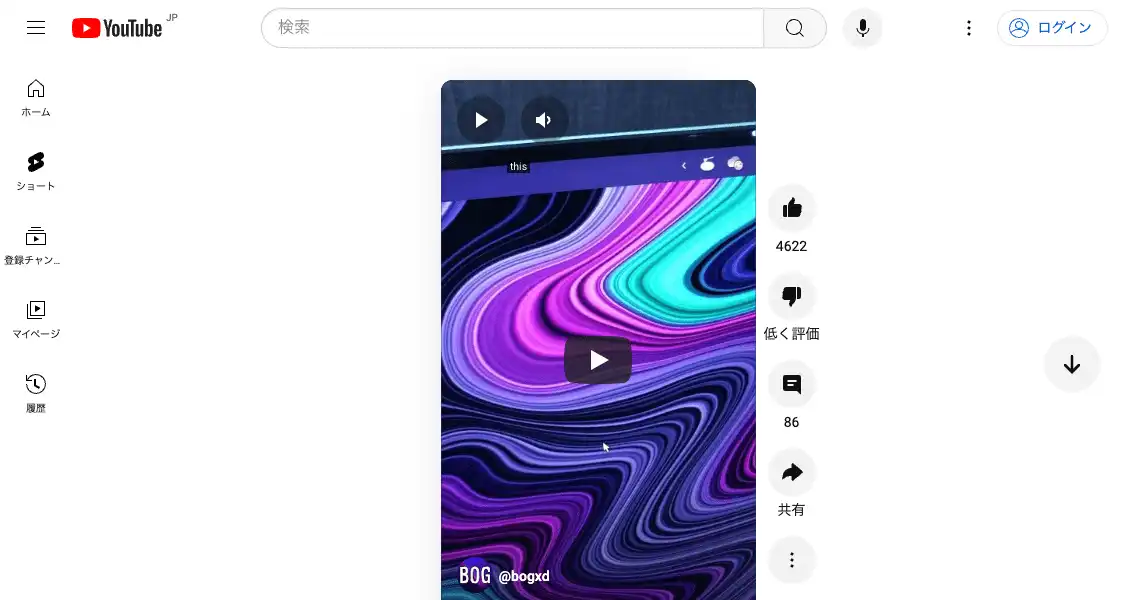 YouTube JP
検索
ログイン
ホーム
ショート
登録チャン...
マイページ
履歴
this
4622
低く評価
86
共有
BOG @bogxd